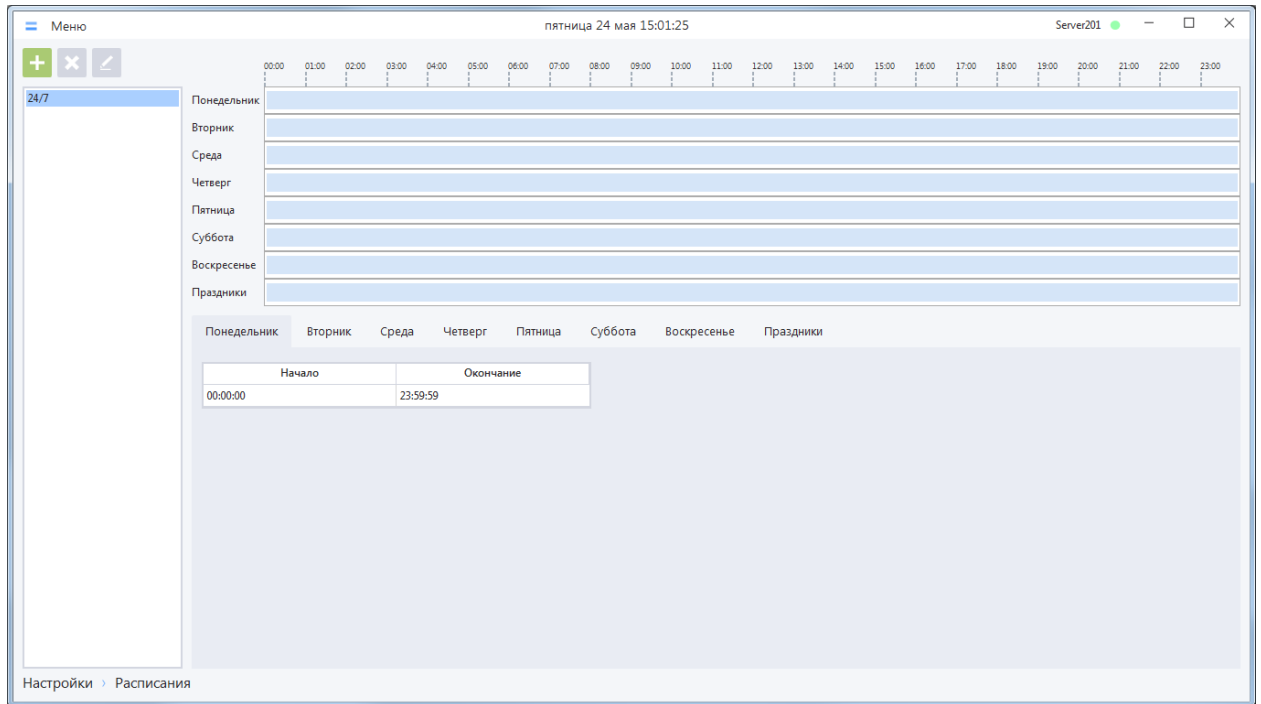 Меню пятница 24 мая 15:01:25 Server201
00:00 01:00 02:00 03:00 04:00 05:00 06:00 07:00 08:00 09:00 10:00 11:00 12:00 13:00 14:00 15:00 16:00 17:00 18:00 19:00 20:00 21:00 22:00 23:00
24/7
Понедельник
Вторник
Среда
Четверг
Пятница
Суббота
Воскресенье
Праздники
Понедельник Вторник Среда Четверг Пятница Суббота Воскресенье Праздники
Начало Окончание
00:00:00 23:59:59
Настройки › Расписания